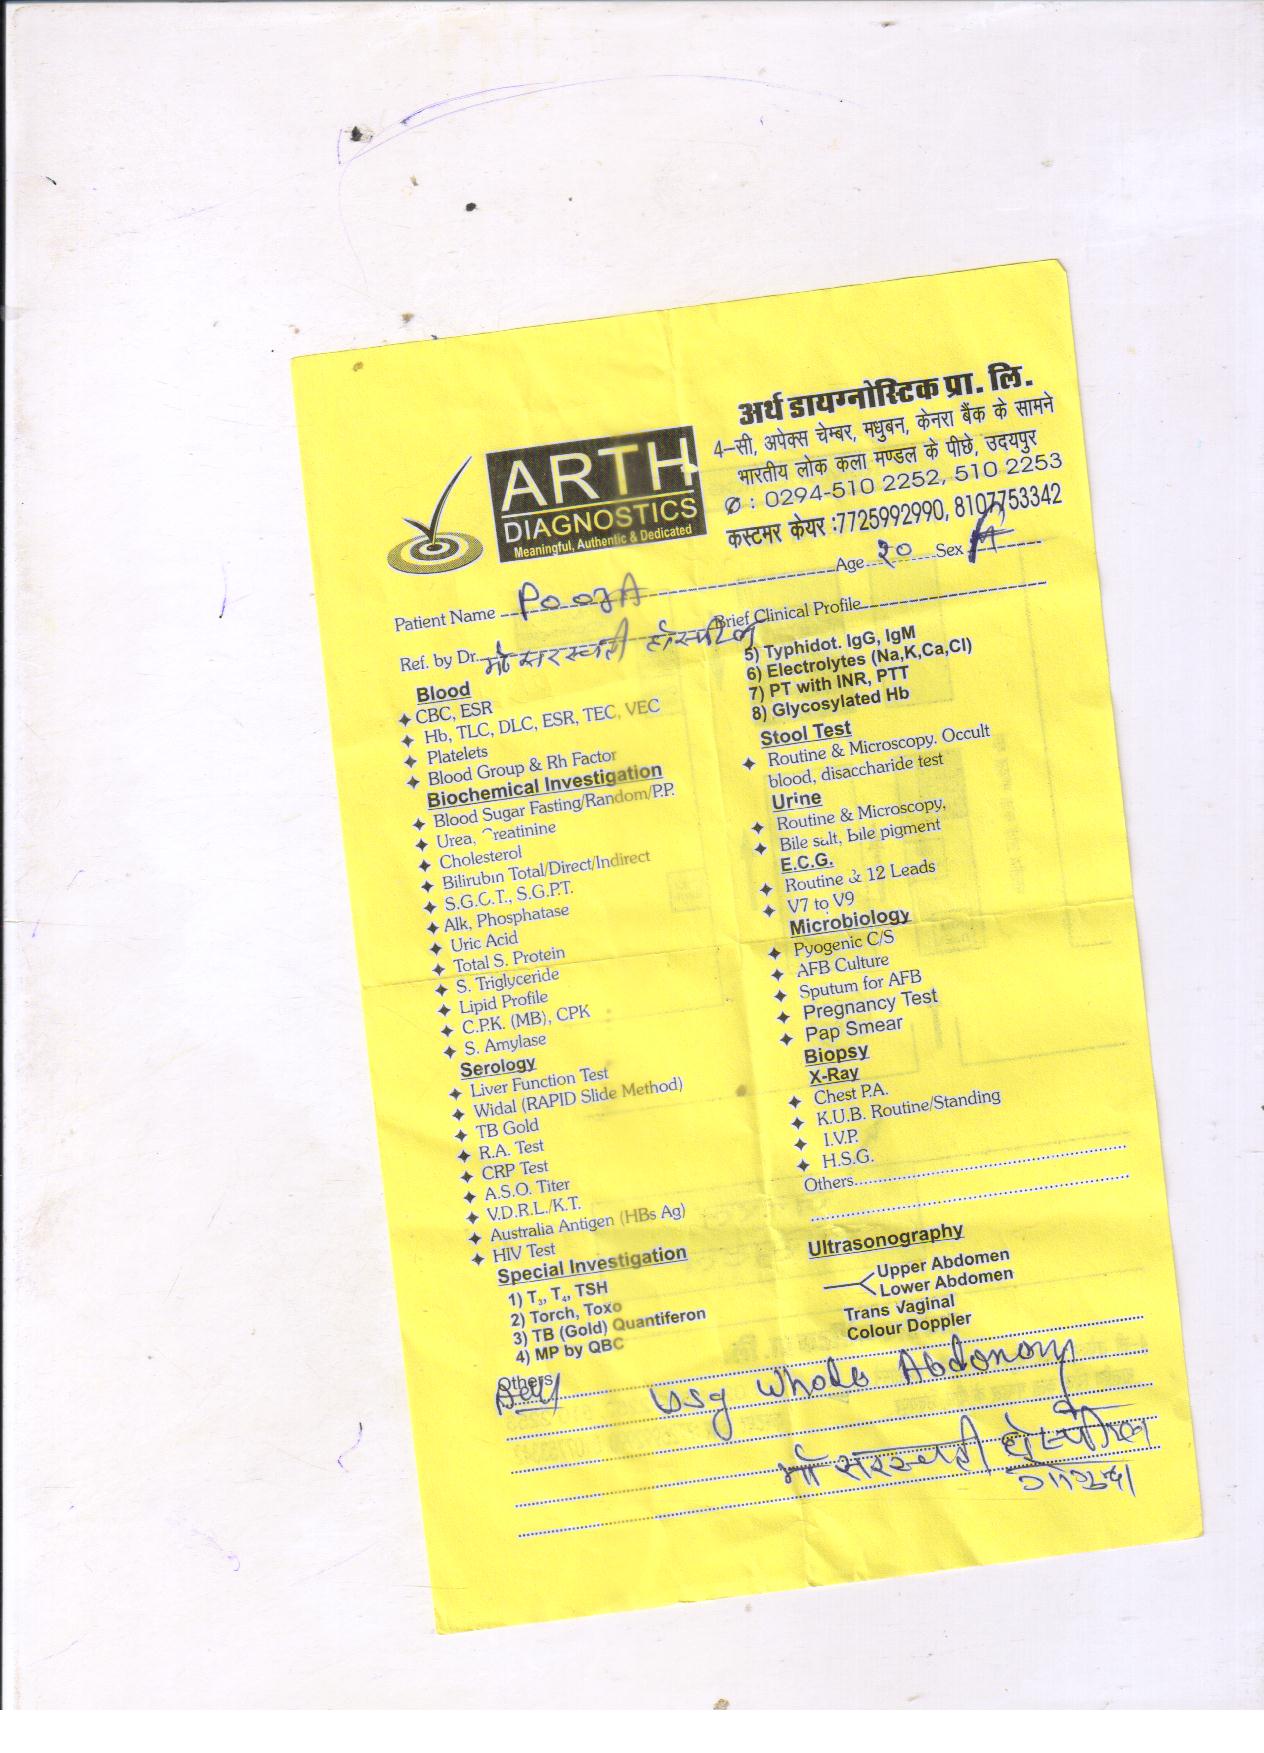 अर्थ डायग्नोस्टिक प्रा. लि.
4-सी, अपेक्स चेम्बर, मधुबन, केनरा बैंक के सामने
भारतीय लोक कला मण्डल के पीछे, उदयपुर
: 0294-510 2252, 510 2253
कस्टमर केयर :7725992990, 8107753342
ARTH
DIAGNOSTICS
Meaningful, Authentic & Dedicated
Patient Name POOJA Age २० Sex
Ref. by Dr. माँ सरस्वती हॉस्पीटल Brief Clinical Profile
Blood
CBC, ESR
Hb, TLC, DLC, ESR, TEC, VEC
Platelets
Blood Group & Rh Factor
Biochemical Investigation
Blood Sugar Fasting/Random/P.P.
Urea, Creatinine
Cholesterol
Bilirubin Total/Direct/Indirect
S.G.C.T., S.G.P.T.
Alk, Phosphatase
Uric Acid
Total S. Protein
S. Triglyceride
Lipid Profile
C.P.K. (MB), CPK
S. Amylase
Serology
Liver Function Test
Widal (RAPID Slide Method)
TB Gold
R.A. Test
CRP Test
A.S.O. Titer
V.D.R.L./K.T.
Australia Antigen (HBs Ag)
HIV Test
Special Investigation
1) T3, T4, TSH
2) Torch, Toxo
3) TB (Gold) Quantiferon
4) MP by QBC
5) Typhidot. IgG, IgM
6) Electrolytes (Na,K,Ca,Cl)
7) PT with INR, PTT
8) Glycosylated Hb
Stool Test
Routine & Microscopy. Occult
blood, disaccharide test
Urine
Routine & Microscopy,
Bile salt, bile pigment
E.C.G.
Routine & 12 Leads
V7 to V9
Microbiology
Pyogenic C/S
AFB Culture
Sputum for AFB
Pregnancy Test
Pap Smear
Biopsy
X-Ray
Chest P.A.
K.U.B. Routine/Standing
I.V.P.
H.S.G.
Others
Ultrasonography
Upper Abdomen
Lower Abdomen
Trans Vaginal
Colour Doppler
Others
USg Whole Abdonom
माँ सरस्वती हॉस्पीटल
गोगुन्दा